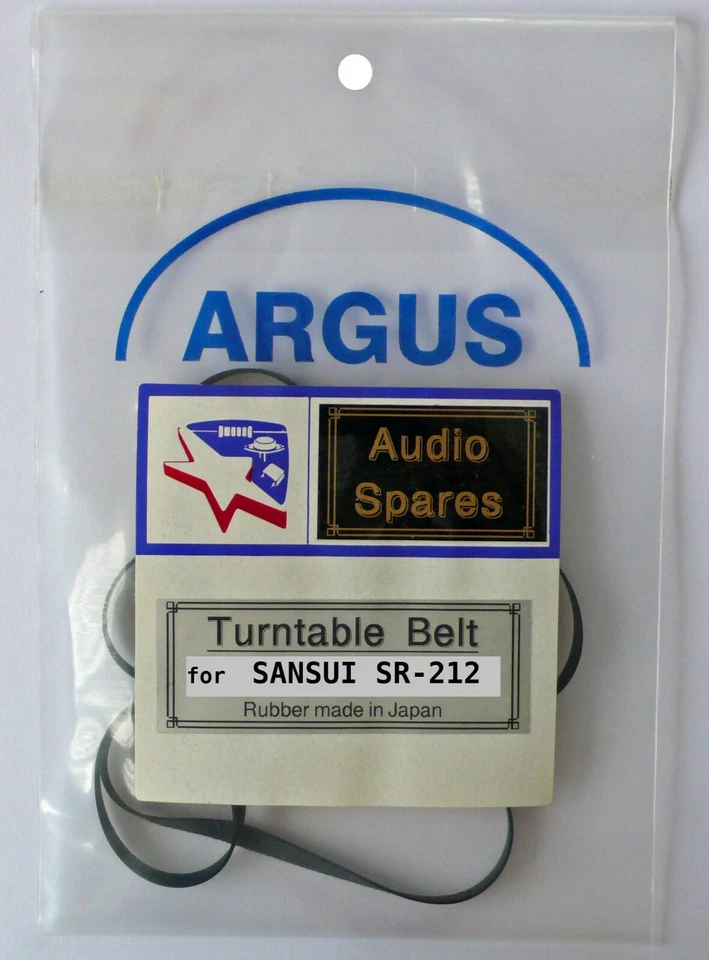 ARGUS
Audio
Spares
Turntable Belt
for SANSUI SR-212
Rubber made in Japan